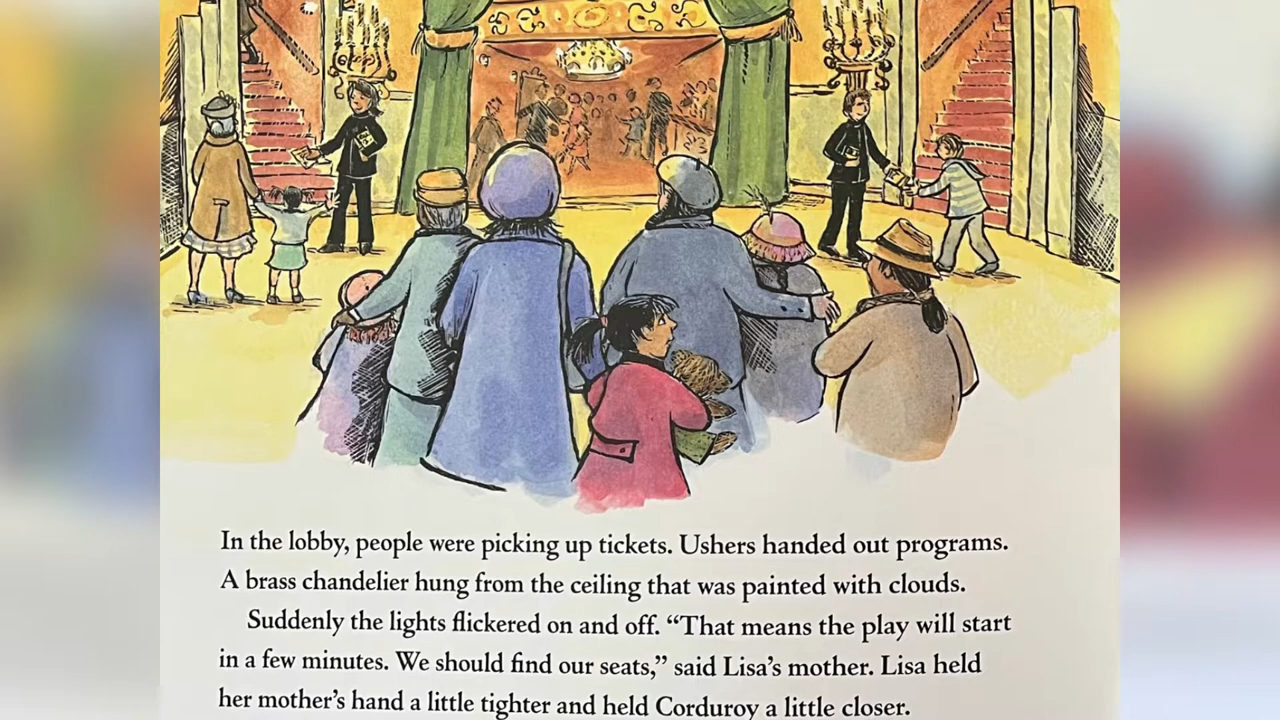 In the lobby, people were picking up tickets. Ushers handed out programs.
A brass chandelier hung from the ceiling that was painted with clouds.
Suddenly the lights flickered on and off. “That means the play will start
in a few minutes. We should find our seats,” said Lisa’s mother. Lisa held
her mother’s hand a little tighter and held Corduroy a little closer.